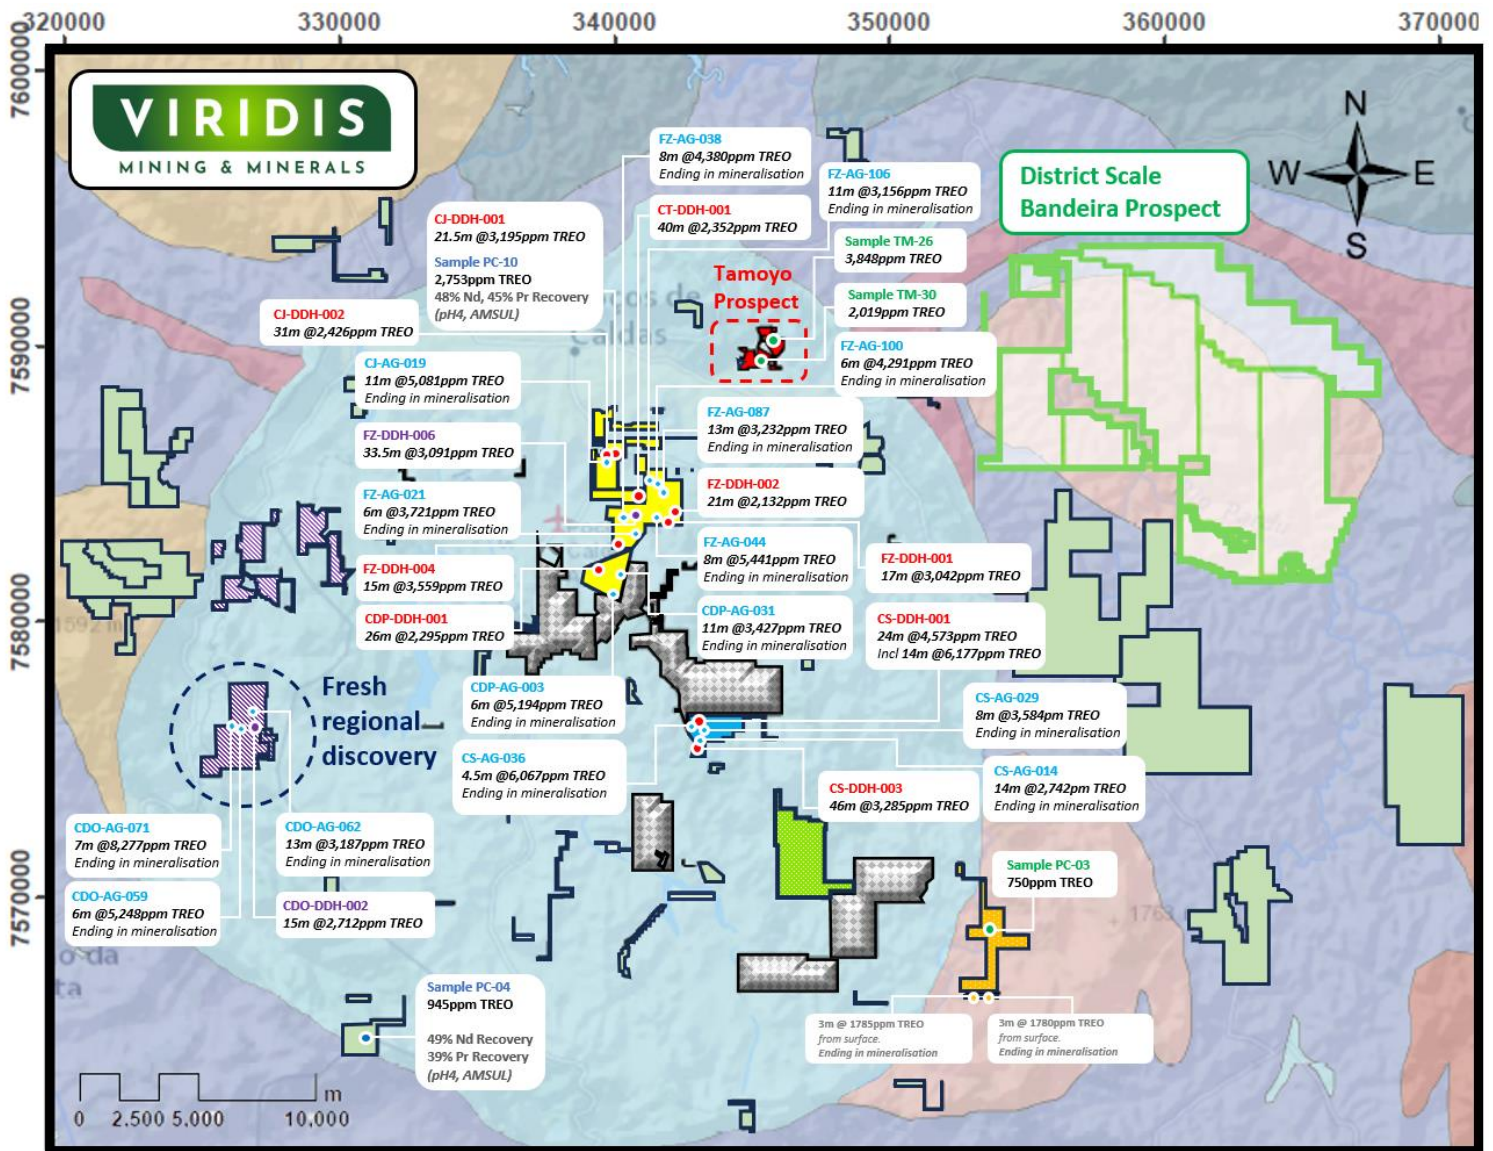 320000
330000
340000
350000
360000
370000
7600000
7590000
7580000
7570000
VIRIDIS
MINING & MINERALS
N
W
E
S
District Scale
Bandeira Prospect
FZ-AG-038
8m @4,380ppm TREO
Ending in mineralisation
FZ-AG-106
11m @3,156ppm TREO
Ending in mineralisation
CT-DDH-001
40m @2,352ppm TREO
CJ-DDH-001
21.5m @3,195ppm TREO
Sample PC-10
2,753ppm TREO
48% Nd, 45% Pr Recovery
(pH4, AMSUL)
Sample TM-26
3,848ppm TREO
Tamoyo
Prospect
Sample TM-30
2,019ppm TREO
CJ-DDH-002
31m @2,426ppm TREO
os de
Caldas
FZ-AG-100
6m @4,291ppm TREO
Ending in mineralisation
CJ-AG-019
11m @5,081ppm TREO
Ending in mineralisation
FZ-AG-087
13m @3,232ppm TREO
Ending in mineralisation
FZ-DDH-006
33.5m @3,091ppm TREO
FZ-DDH-002
21m @2,132ppm TREO
FZ-AG-021
6m @3,721ppm TREO
Ending in mineralisation
FZ-AG-044
8m @5,441ppm TREO
Ending in mineralisation
FZ-DDH-001
17m @3,042ppm TREO
FZ-DDH-004
15m @3,559ppm TREO
CDP-DDH-001
26m @2,295ppm TREO
CDP-AG-031
11m @3,427ppm TREO
Ending in mineralisation
CS-DDH-001
24m @4,573ppm TREO
Incl 14m @6,177ppm TREO
1592 m
Fresh
regional
discovery
CDP-AG-003
6m @5,194ppm TREO
Ending in mineralisation
CS-AG-029
8m @3,584pm TREO
Ending in mineralisation
CS-AG-036
4.5m @6,067ppm TREO
Ending in mineralisation
CS-AG-014
14m @2,742pm TREO
Ending in mineralisation
CS-DDH-003
46m @3,285ppm TREO
CDO-AG-071
7m @8,277ppm TREO
Ending in mineralisation
CDO-AG-062
13m @3,187ppm TREO
Ending in mineralisation
CDO-AG-059
6m @5,248ppm TREO
Ending in mineralisation
CDO-DDH-002
15m @2,712ppm TREO
Sample PC-03
750ppm TREO
1763
o da
ta
Sample PC-04
945ppm TREO
49% Nd Recovery
39% Pr Recovery
(pH4, AMSUL)
3m @ 1785ppm TREO
from surface.
Ending in mineralisation
3m @ 1780ppm TREO
from surface.
Ending in mineralisation
m
0 2.500 5.000 10.000